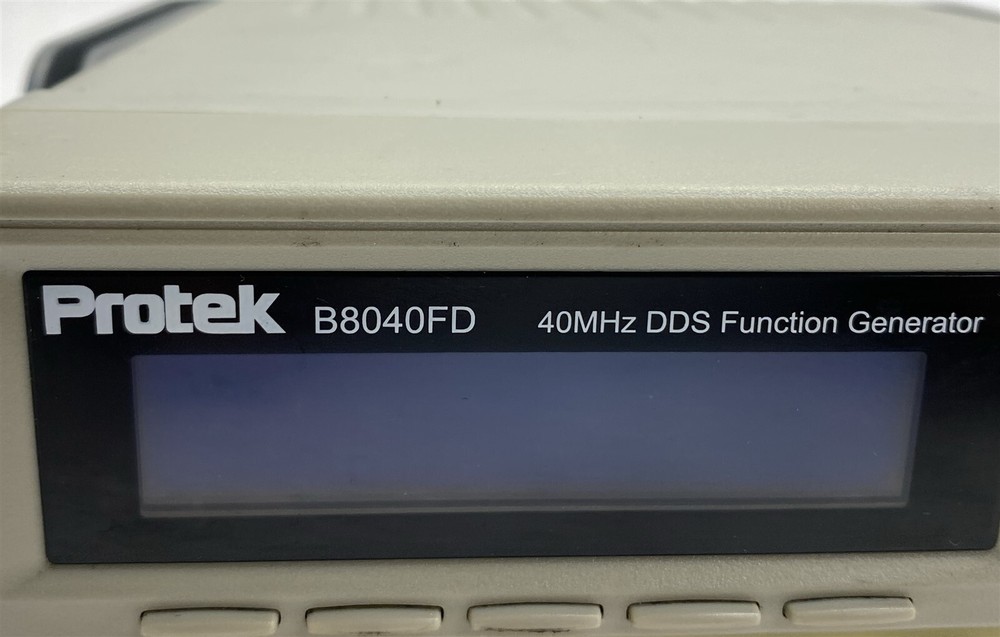 Protek B8040FD 40MHz DDS Function Generator